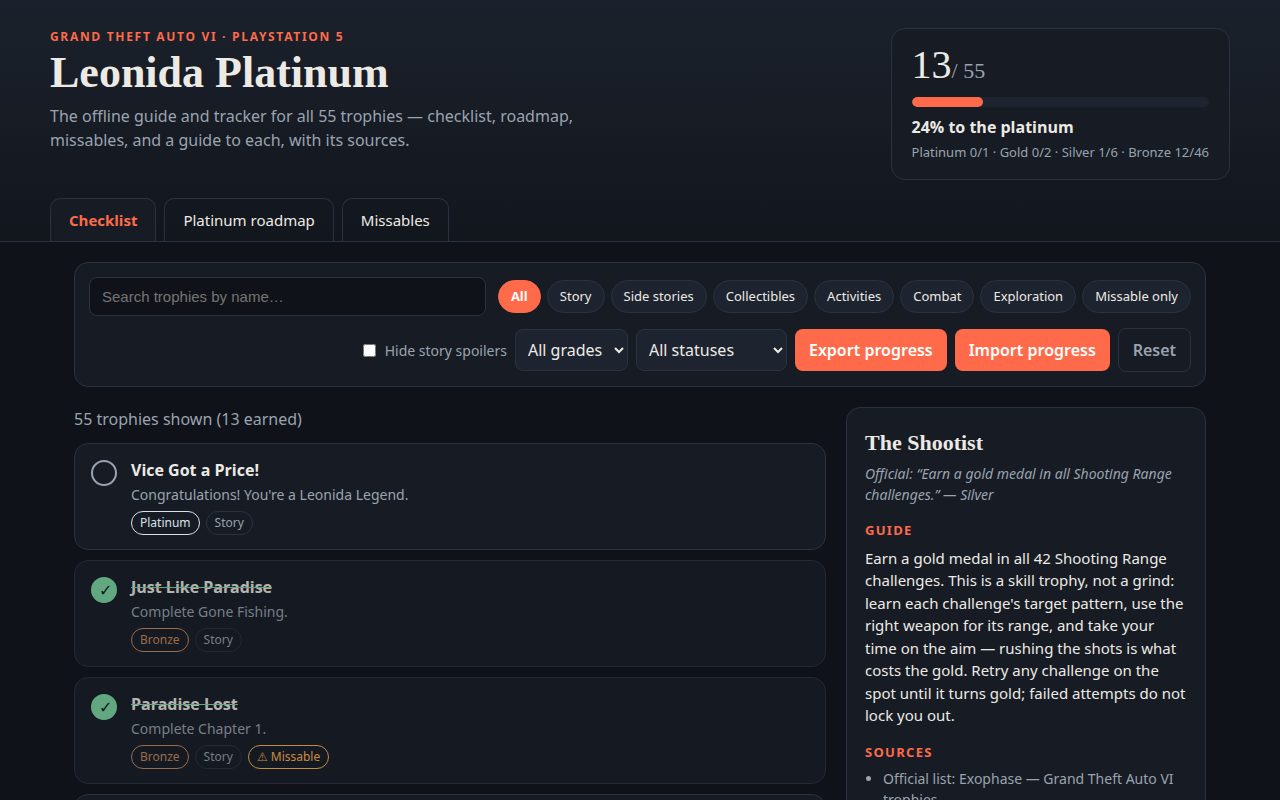 GRAND THEFT AUTO VI · PLAYSTATION 5
Leonida Platinum
The offline guide and tracker for all 55 trophies — checklist, roadmap,
missables, and a guide to each, with its sources.
13/ 55
24% to the platinum
Platinum 0/1 · Gold 0/2 · Silver 1/6 · Bronze 12/46
Checklist
Platinum roadmap
Missables
Search trophies by name…
All
Story
Side stories
Collectibles
Activities
Combat
Exploration
Missable only
Hide story spoilers
All grades
All statuses
Export progress
Import progress
Reset
55 trophies shown (13 earned)
Vice Got a Price!
Congratulations! You're a Leonida Legend.
Platinum
Story
✓
Just Like Paradise
Complete Gone Fishing.
Bronze
Story
✓
Paradise Lost
Complete Chapter 1.
Bronze
Story
⚠ Missable
The Shootist
Official: “Earn a gold medal in all Shooting Range
challenges.” — Silver
GUIDE
Earn a gold medal in all 42 Shooting Range
challenges. This is a skill trophy, not a grind:
learn each challenge's target pattern, use the
right weapon for its range, and take your
time on the aim — rushing the shots is what
costs the gold. Retry any challenge on the
spot until it turns gold; failed attempts do not
lock you out.
SOURCES
• Official list: Exophase — Grand Theft Auto VI
trophies